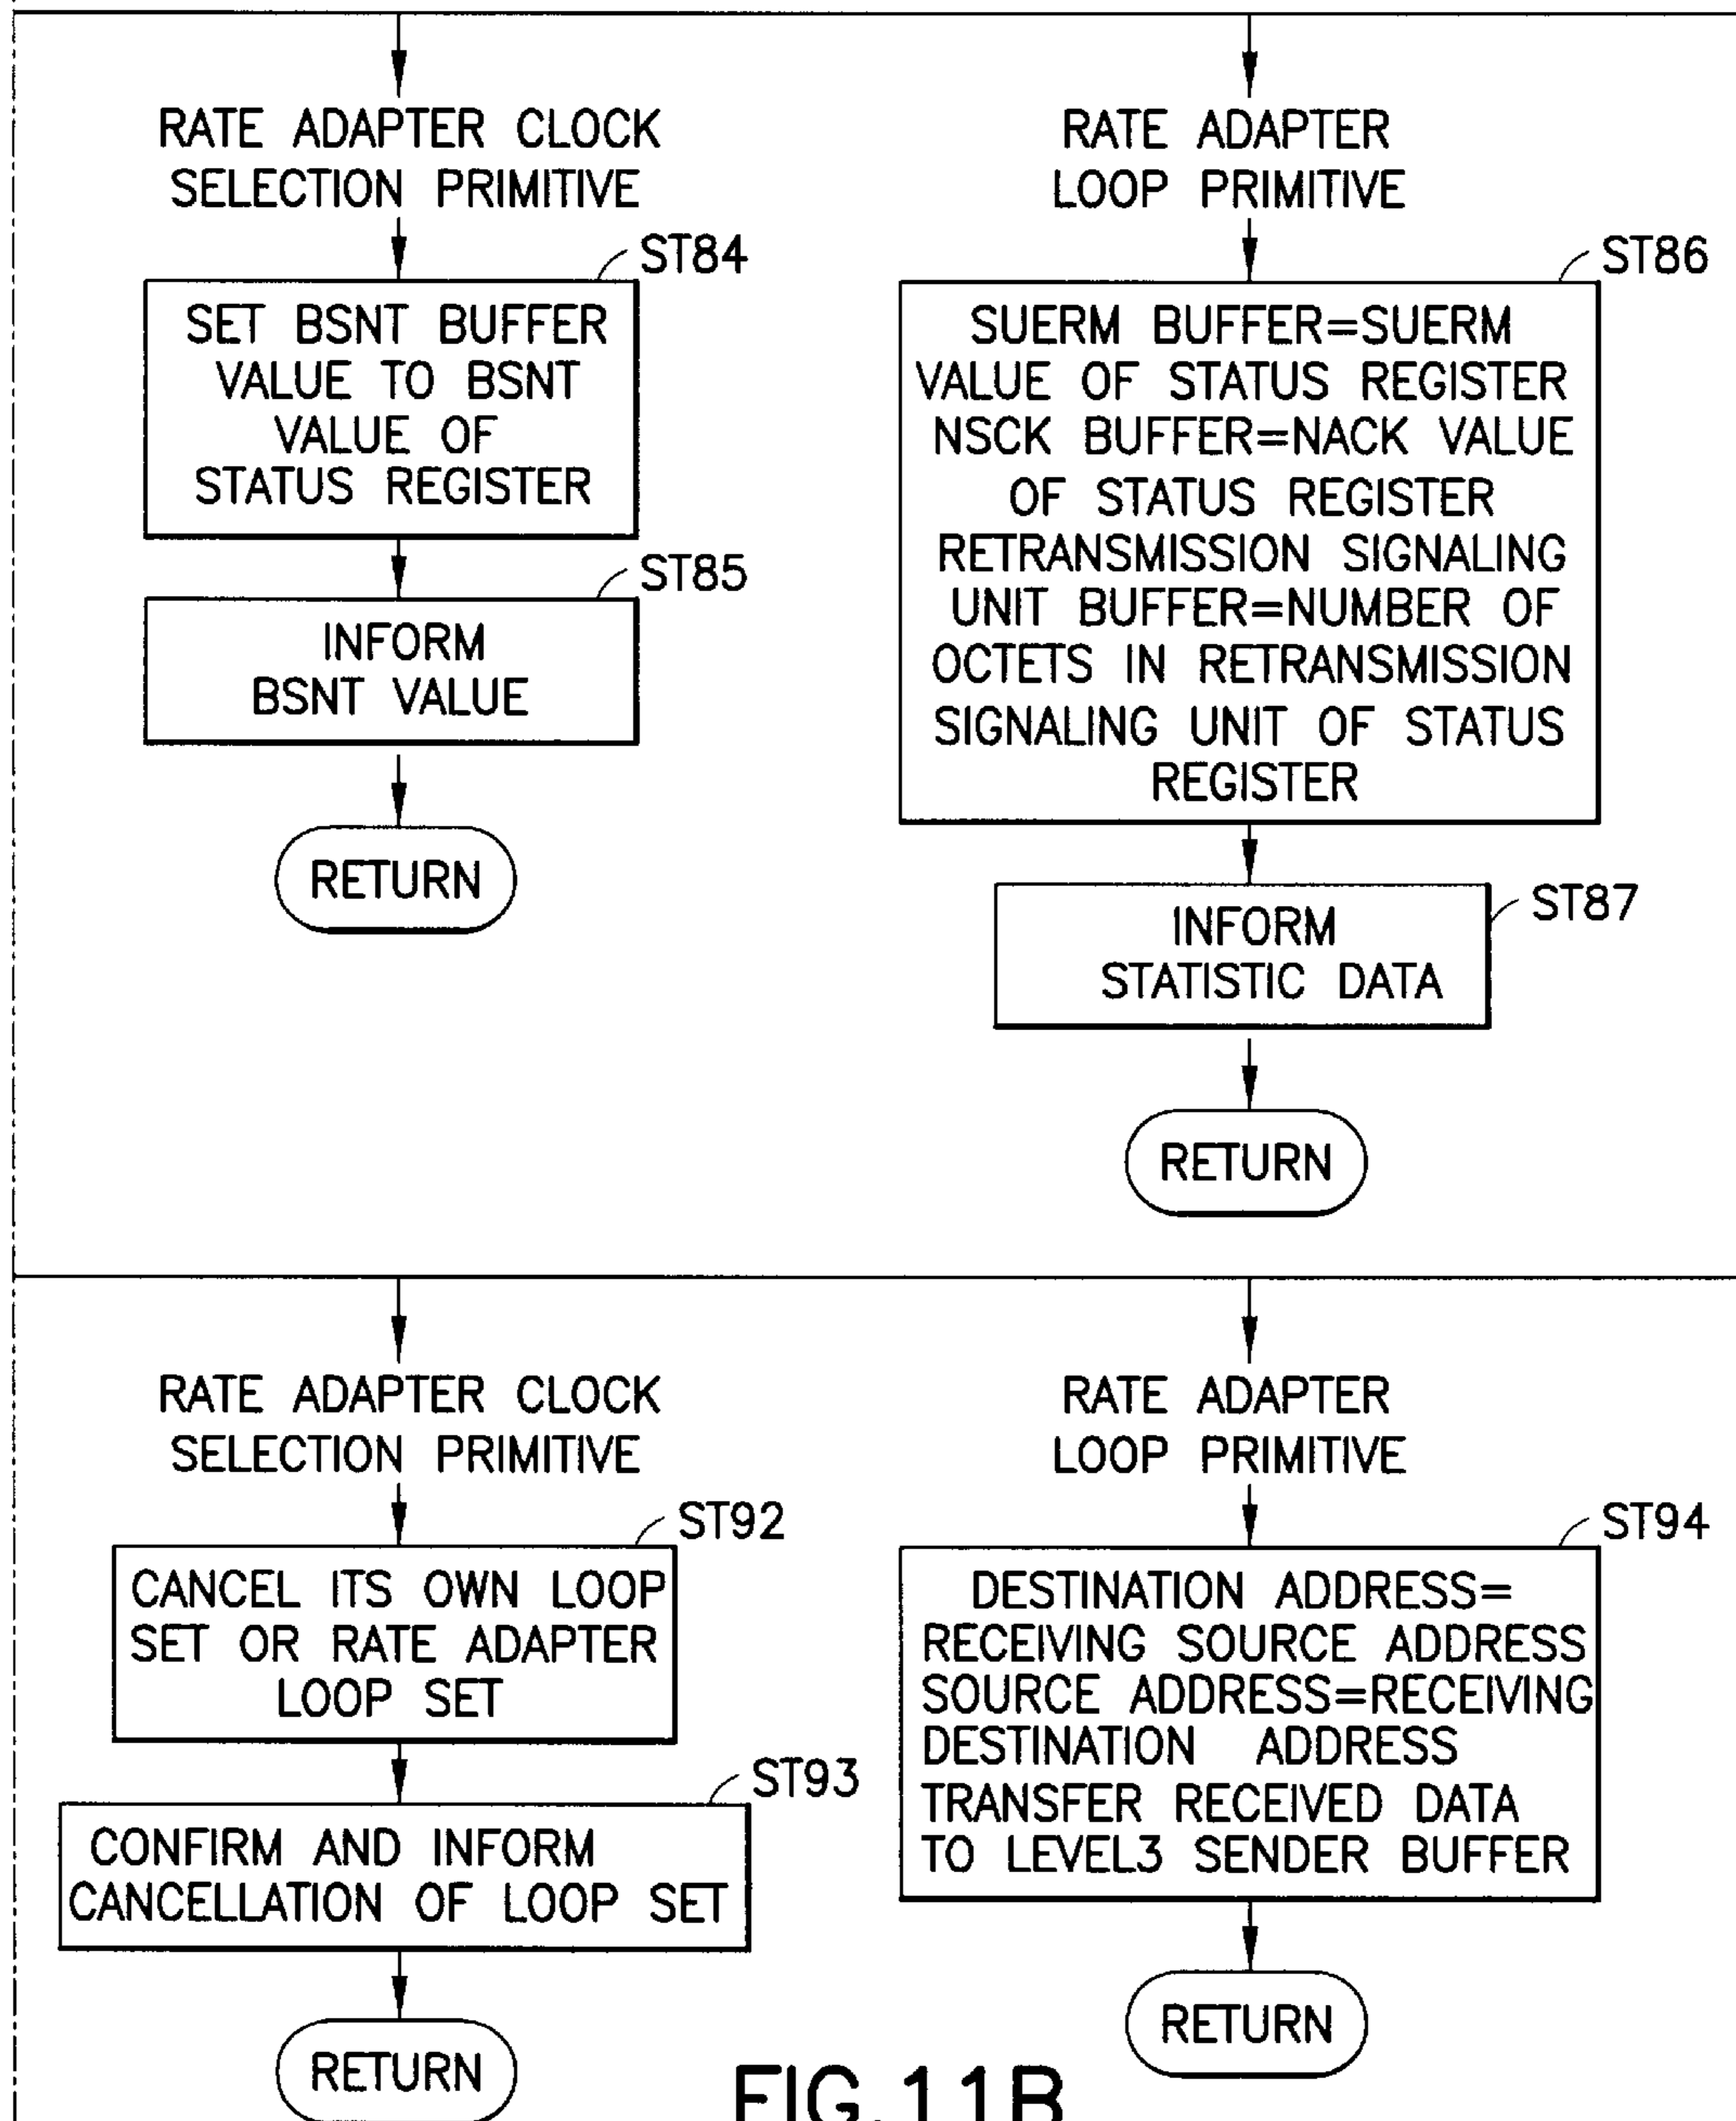 RATE ADAPTER CLOCK
SELECTION PRIMITIVE
ST84
SET BSNT BUFFER
VALUE TO BSNT
VALUE OF
STATUS REGISTER
ST85
INFORM
BSNT VALUE
RETURN
RATE ADAPTER
LOOP PRIMITIVE
ST86
SUERM BUFFER=SUERM
VALUE OF STATUS REGISTER
NSCK BUFFER=NACK VALUE
OF STATUS REGISTER
RETRANSMISSION SIGNALING
UNIT BUFFER=NUMBER OF
OCTETS IN RETRANSMISSION
SIGNALING UNIT OF STATUS
REGISTER
ST87
INFORM
STATISTIC DATA
RETURN
RATE ADAPTER CLOCK
SELECTION PRIMITIVE
ST92
CANCEL ITS OWN LOOP
SET OR RATE ADAPTER
LOOP SET
ST93
CONFIRM AND INFORM
CANCELLATION OF LOOP SET
RETURN
RATE ADAPTER
LOOP PRIMITIVE
ST94
DESTINATION ADDRESS=
RECEIVING SOURCE ADDRESS
SOURCE ADDRESS=RECEIVING
DESTINATION ADDRESS
TRANSFER RECEIVED DATA
TO LEVEL3 SENDER BUFFER
RETURN
FIG.11B